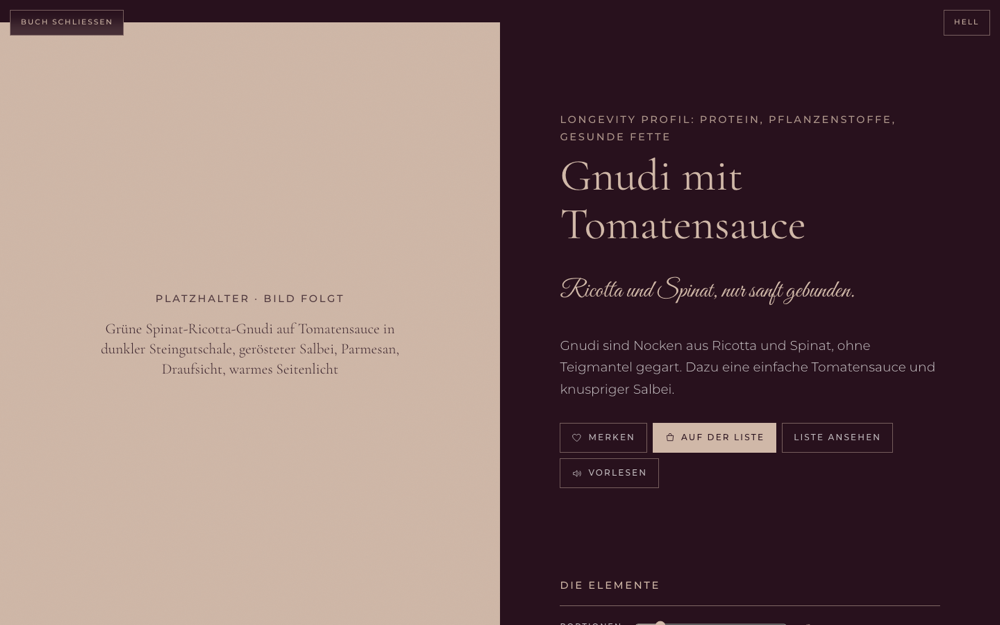 BUCH SCHLIESSEN
HELL
PLATZHALTER · BILD FOLGT
Grüne Spinat-Ricotta-Gnudi auf Tomatensauce in
dunkler Steingutschale, gerösteter Salbei, Parmesan,
Draufsicht, warmes Seitenlicht
LONGEVITY PROFIL: PROTEIN, PFLANZENSTOFFE,
GESUNDE FETTE
Gnudi mit
Tomatensauce
Ricotta und Spinat, nur sanft gebunden.
Gnudi sind Nocken aus Ricotta und Spinat, ohne
Teigmantel gegart. Dazu eine einfache Tomatensauce und
knuspriger Salbei.
MERKEN
AUF DER LISTE
LISTE ANSEHEN
VORLESEN
DIE ELEMENTE